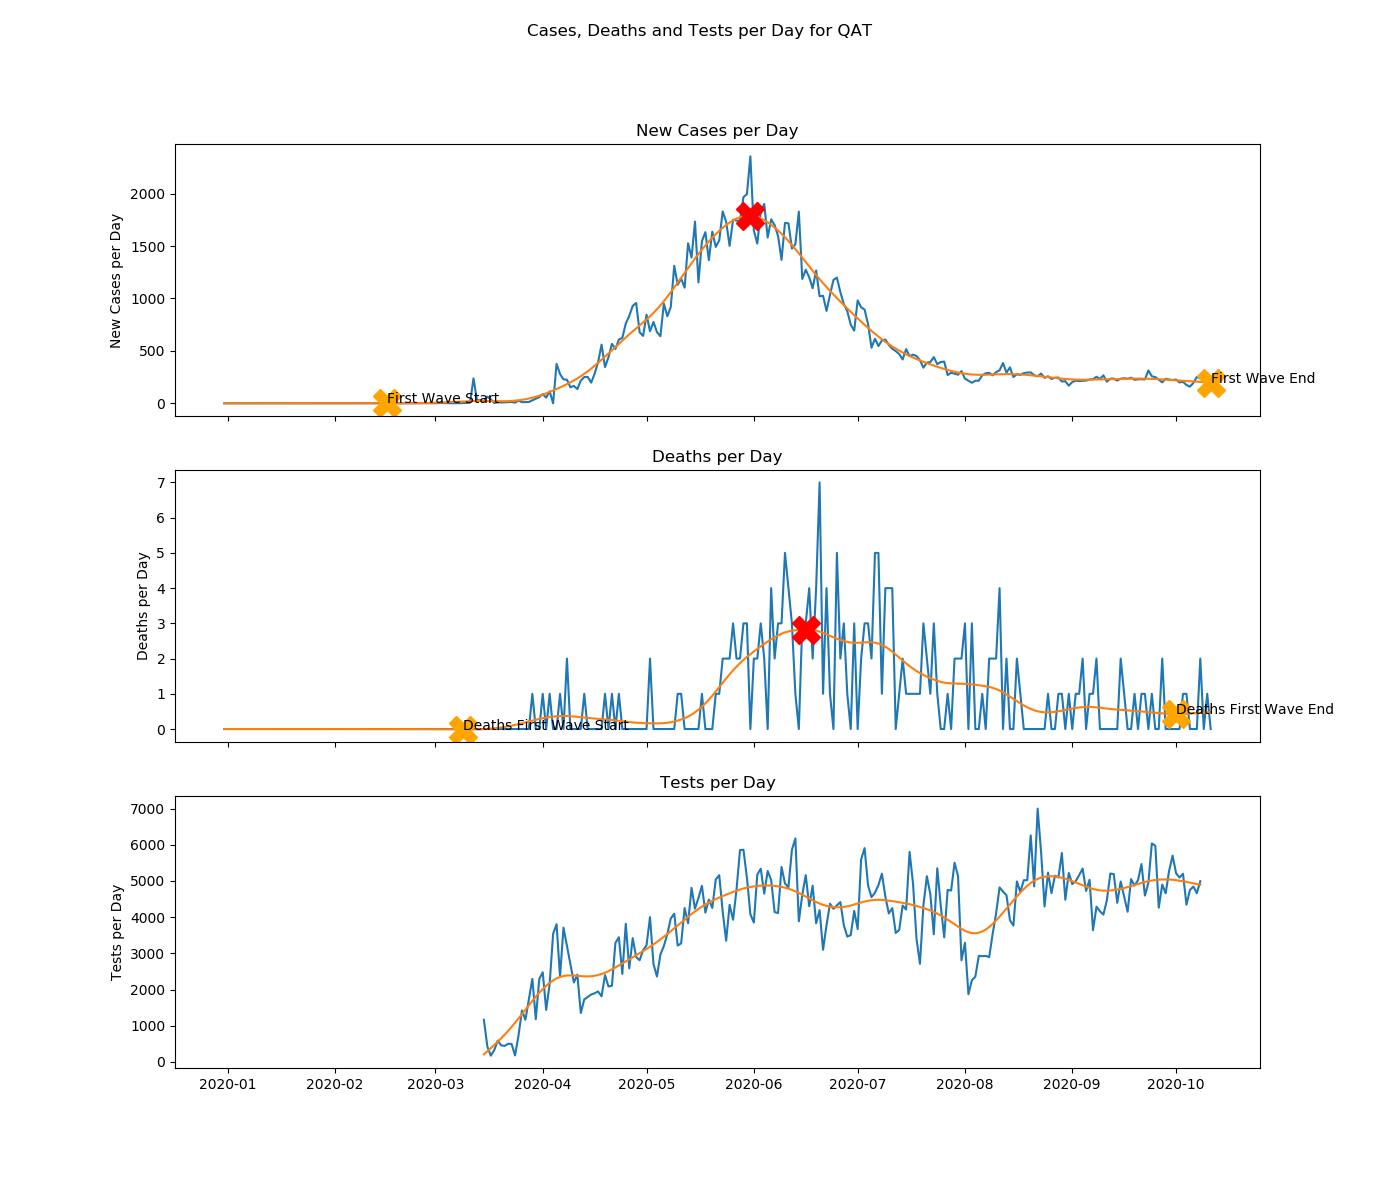 Cases, Deaths and Tests per Day for QAT
New Cases per Day
New Cases per Day
2000
1500
1000
500
0
First Wave Start
First Wave End
Deaths per Day
Deaths per Day
7
6
5
4
3
2
1
0
Deaths First Wave Start
Deaths First Wave End
Tests per Day
Tests per Day
7000
6000
5000
4000
3000
2000
1000
0
2020-01 2020-02 2020-03 2020-04 2020-05 2020-06 2020-07 2020-08 2020-09 2020-10